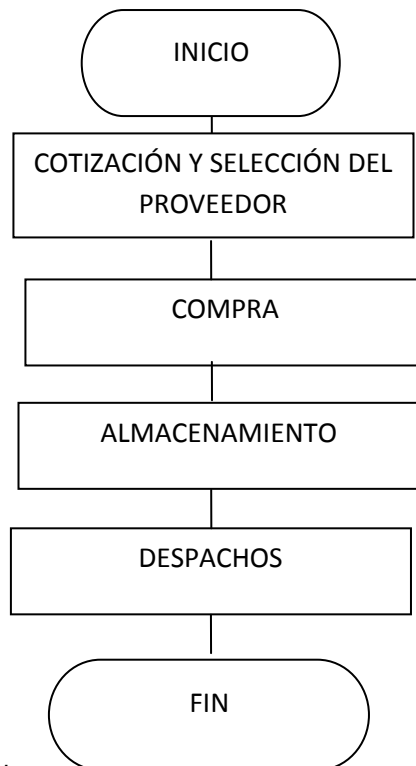 INICIO
COTIZACIÓN Y SELECCIÓN DEL
PROVEEDOR
COMPRA
ALMACENAMIENTO
DESPACHOS
FIN